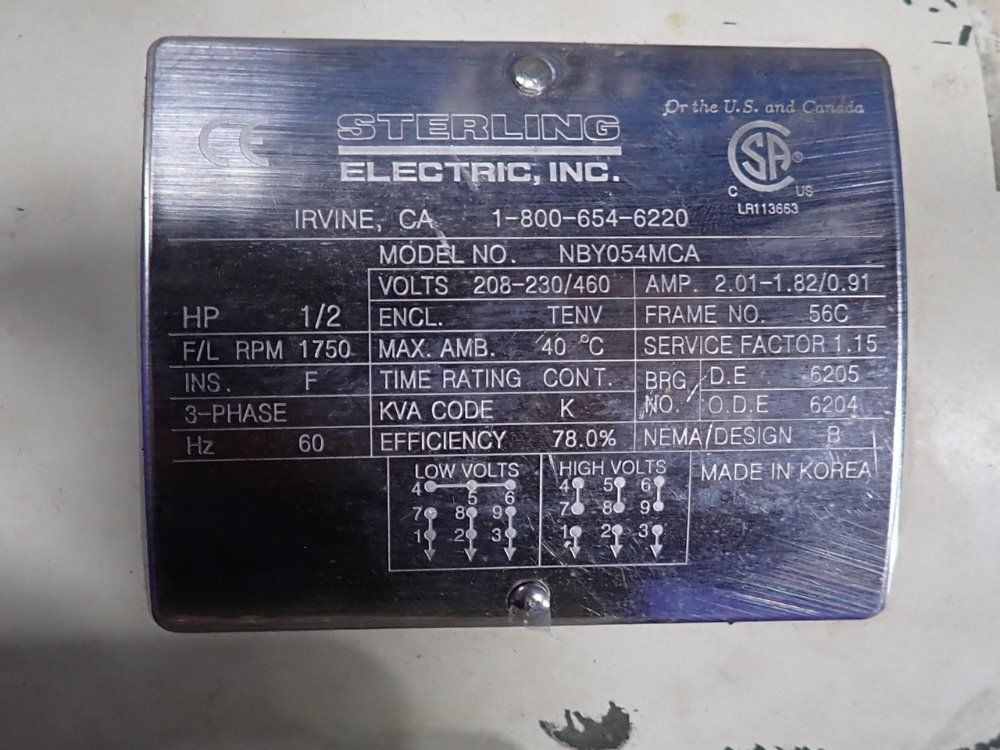 Or the U.S. and Canada
CE
STERLING
ELECTRIC, INC.
SA ®
C US
LR113663
IRVINE, CA 1-800-654-6220
MODEL NO. NBY054MCA
VOLTS 208-230/460 AMP. 2.01-1.82/0.91
HP 1/2 ENCL. TENV FRAME NO. 56C
F/L RPM 1750 MAX. AMB. 40 °C SERVICE FACTOR 1.15
INS. F TIME RATING CONT. BRG. D.E 6205
3-PHASE KVA CODE K NO. O.D.E 6204
Hz 60 EFFICIENCY 78.0% NEMA/DESIGN B
LOW VOLTS HIGH VOLTS MADE IN KOREA
4 5 6 4 5 6
7 8 9 7 8 9
1 2 3 1 2 3